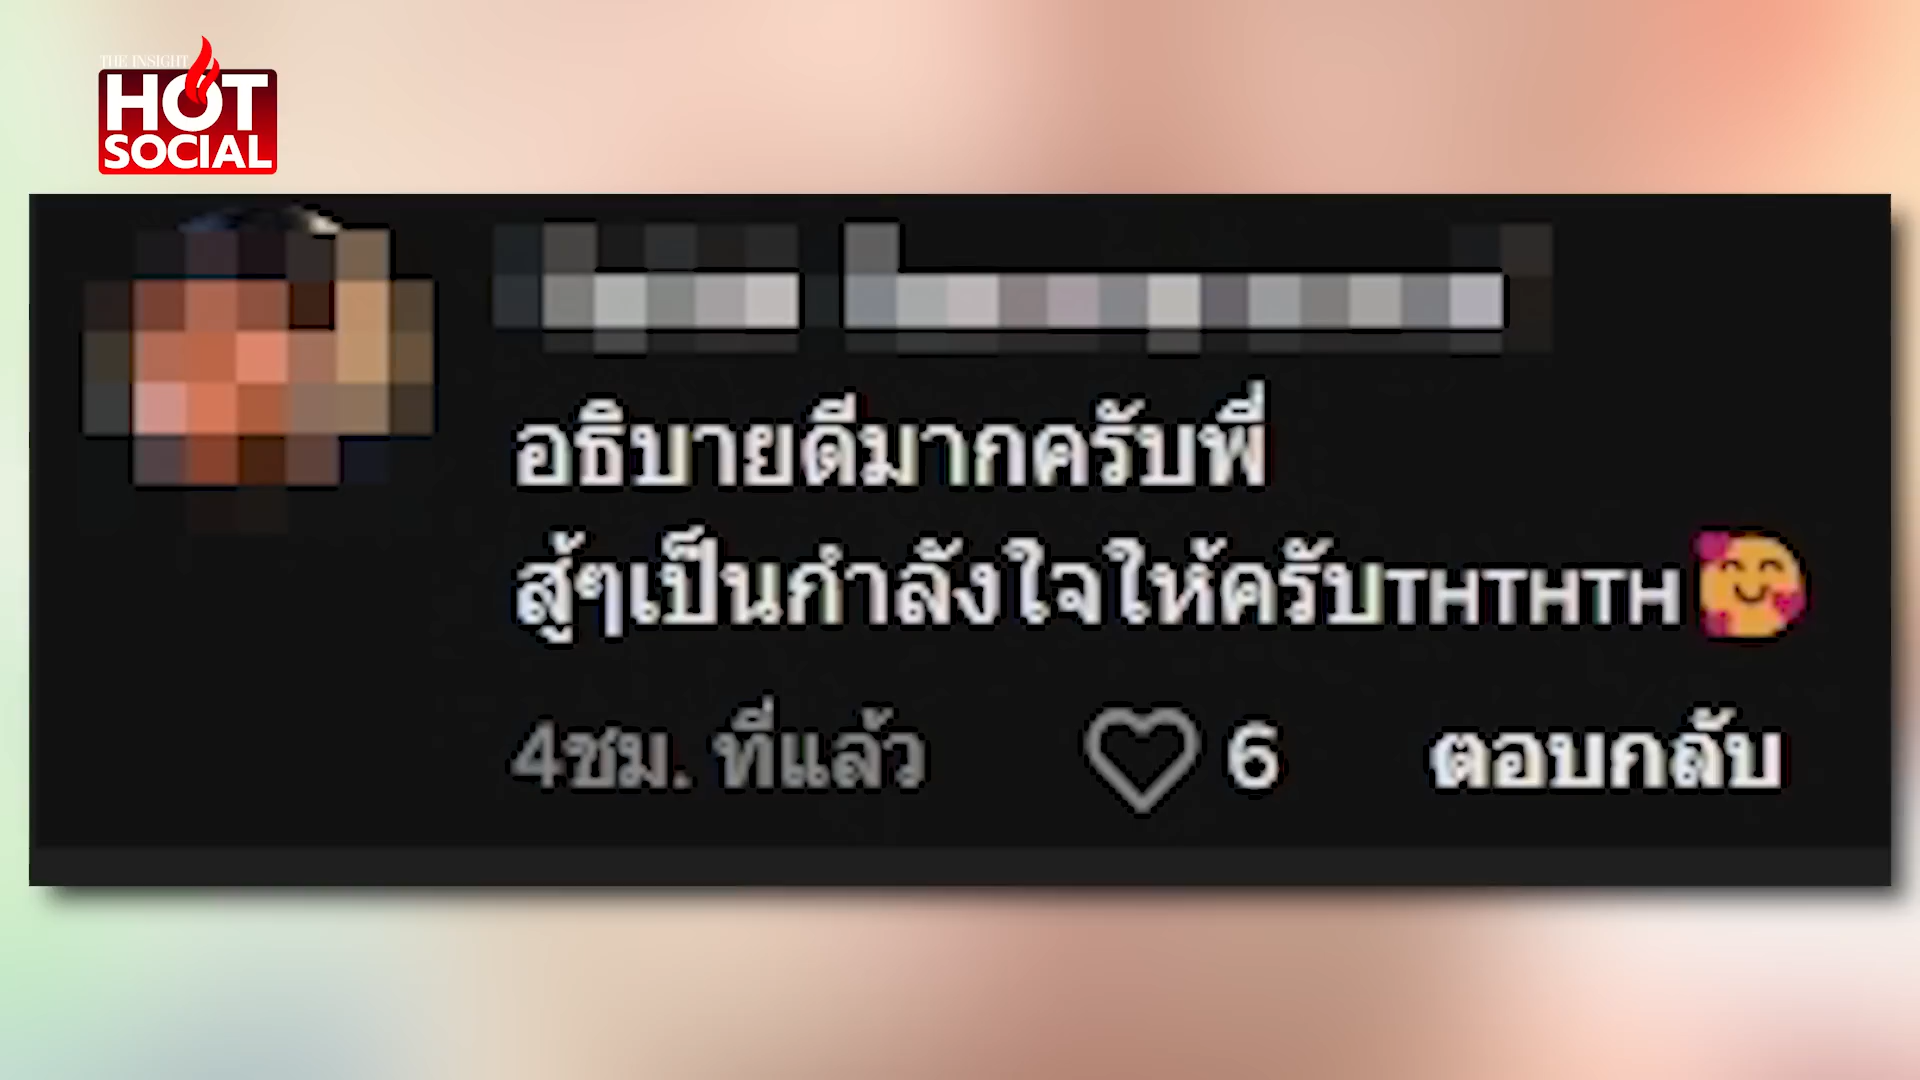 THE INSIGHT
HOT
SOCIAL
อธิบายดีมากครับพี่
สู้ๆเป็นกำลังใจให้ครับTHTHTH🥰
4ชม. ที่แล้ว 6 ตอบกลับ